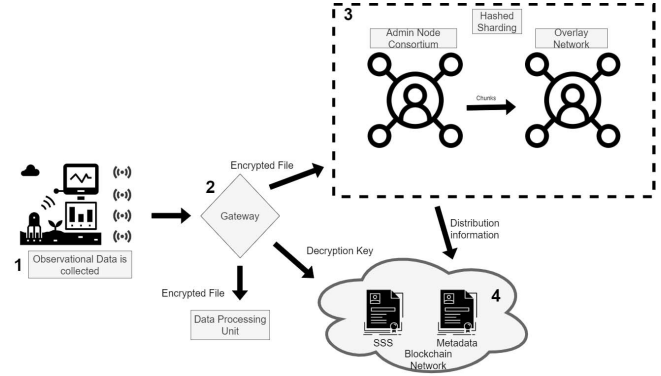 3
Hashed
Sharding
Admin Node
Consortium
Overlay
Network
Chunks
Encrypted File
2
Gateway
1
Observational Data is
collected
Distribution
information
Decryption Key
Encrypted File
Data Processing
Unit
4
SSS
Metadata
Blockchain
Network